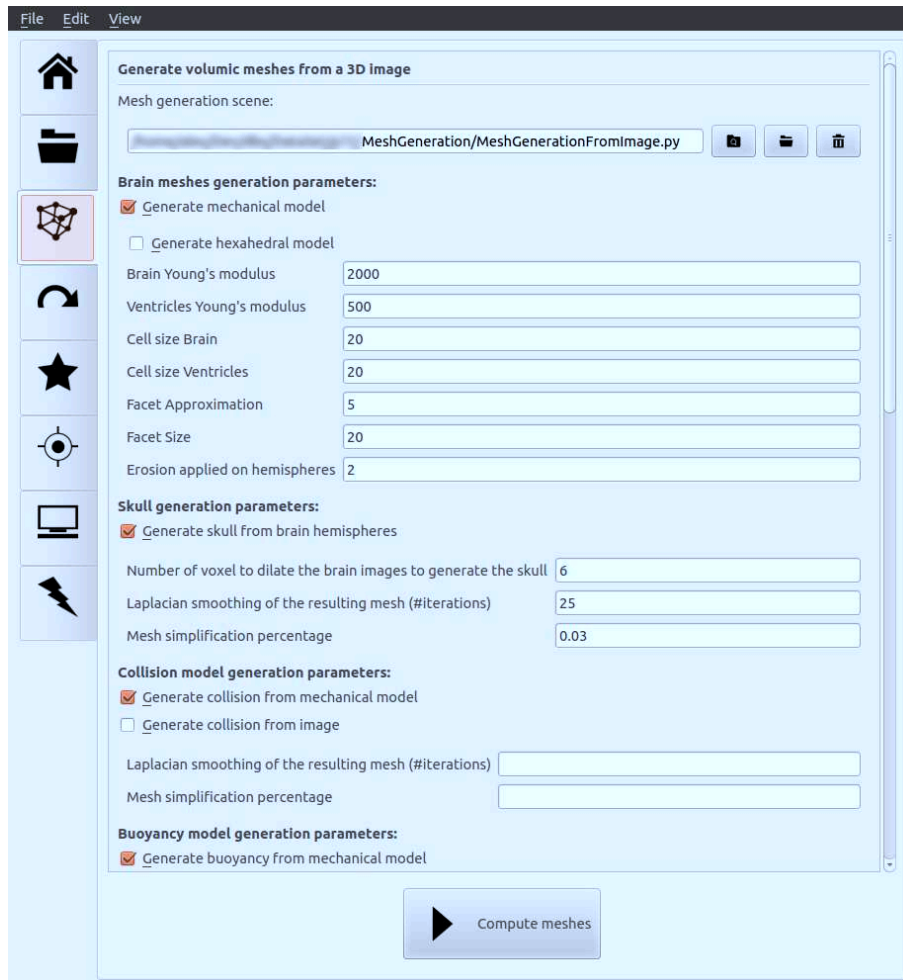 File Edit View
Generate volumic meshes from a 3D image
Mesh generation scene:
MeshGeneration/MeshGenerationFromImage.py
Brain meshes generation parameters:
Generate mechanical model
Generate hexahedral model
Brain Young's modulus 2000
Ventricles Young's modulus 500
Cell size Brain 20
Cell size Ventricles 20
Facet Approximation 5
Facet Size 20
Erosion applied on hemispheres 2
Skull generation parameters:
Generate skull from brain hemispheres
Number of voxel to dilate the brain images to generate the skull 6
Laplacian smoothing of the resulting mesh (#iterations) 25
Mesh simplification percentage 0.03
Collision model generation parameters:
Generate collision from mechanical model
Generate collision from image
Laplacian smoothing of the resulting mesh (#iterations)
Mesh simplification percentage
Buoyancy model generation parameters:
Generate buoyancy from mechanical model
Compute meshes